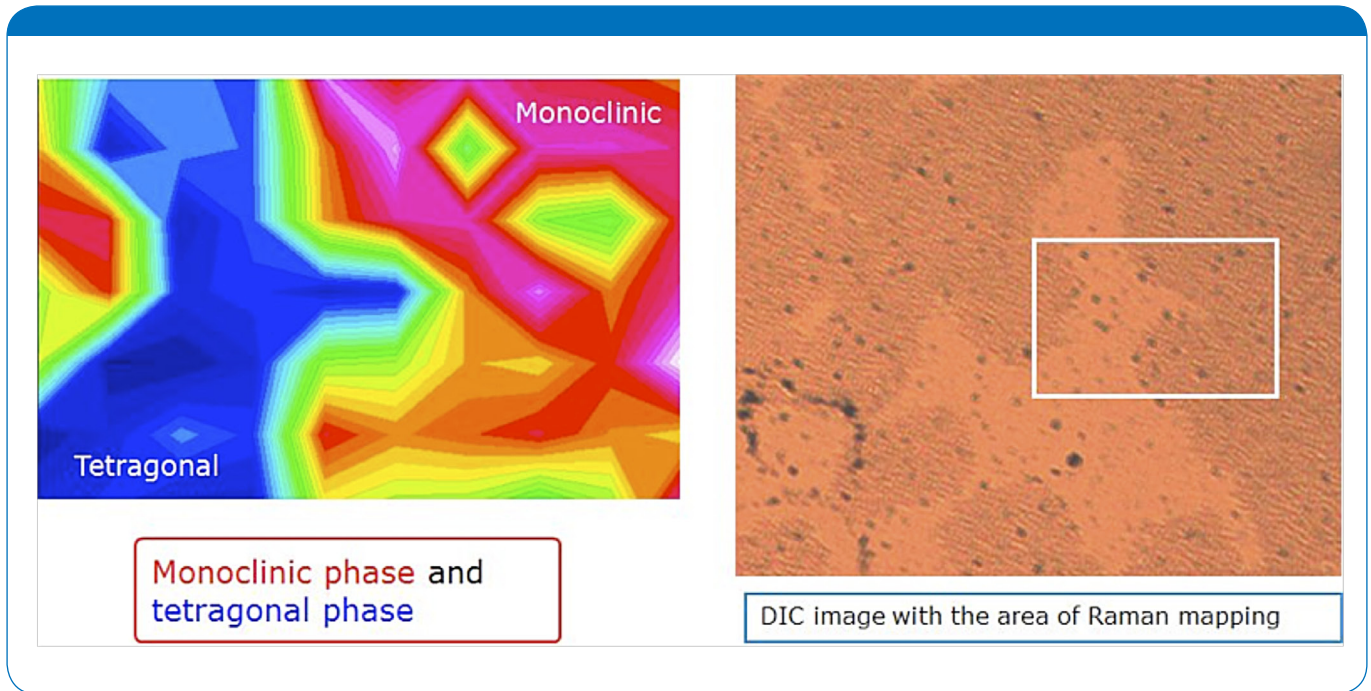 Monoclinic
Tetragonal
Monoclinic phase and
tetragonal phase
DIC image with the area of Raman mapping